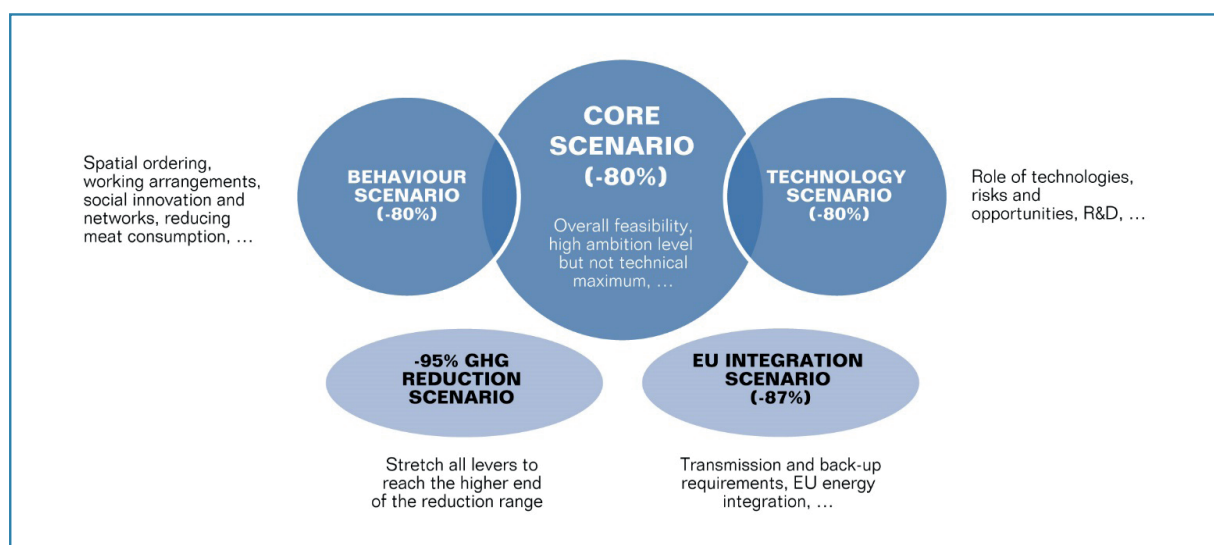 CORE
SCENARIO
(-80%)
Overall feasibility,
high ambition level
but not technical
maximum, …
BEHAVIOUR
SCENARIO
(-80%)
Spatial ordering,
working arrangements,
social innovation and
networks, reducing
meat consumption, …
TECHNOLOGY
SCENARIO
(-80%)
Role of technologies,
risks and
opportunities, R&D, …
-95% GHG
REDUCTION
SCENARIO
Stretch all levers to
reach the higher end
of the reduction range
EU INTEGRATION
SCENARIO
(-87%)
Transmission and back-up
requirements, EU energy
integration, …